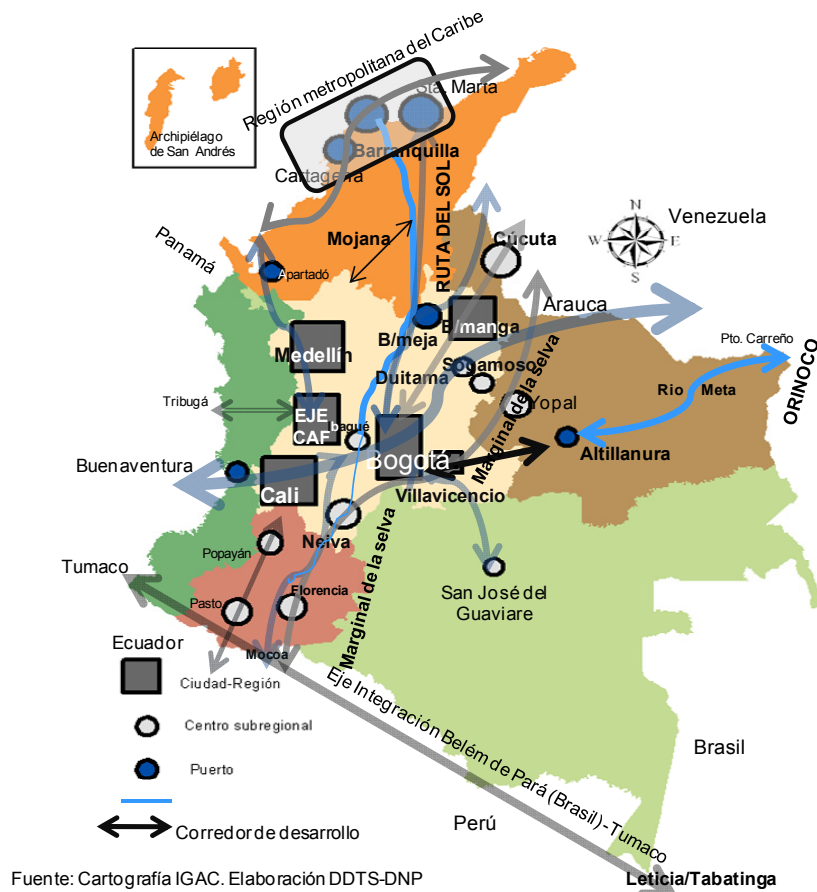 Región metropolitana del Caribe
Sta. Marta
Archipiélago
de San Andrés
Barranquilla
Cartagena
RUTA DEL SOL
Venezuela
N
W
E
S
Mojana
Cúcuta
Panamá
Apartadó
Arauca
B/manga
B/meja
Pto. Carreño
Medellín
Sogamoso
Duitama
Rio Meta
ORINOCO
Tribugá
EJE
CAF
Ibagué
Yopal
Marginal de la selva
Bogotá
Altillanura
Buenaventura
Cali
Villavicencio
Neiva
Popayán
Tumaco
San José del
Guaviare
Florencia
Pasto
Marginal de la selva
Ecuador
Mocoa
Ciudad-Región
Eje Integración Belém de Pará (Brasil) -Tumaco
Centro subregional
Brasil
Puerto
Perú
Corredor de desarrollo
Fuente: Cartografía IGAC. Elaboración DDTS-DNP
Leticia/Tabatinga